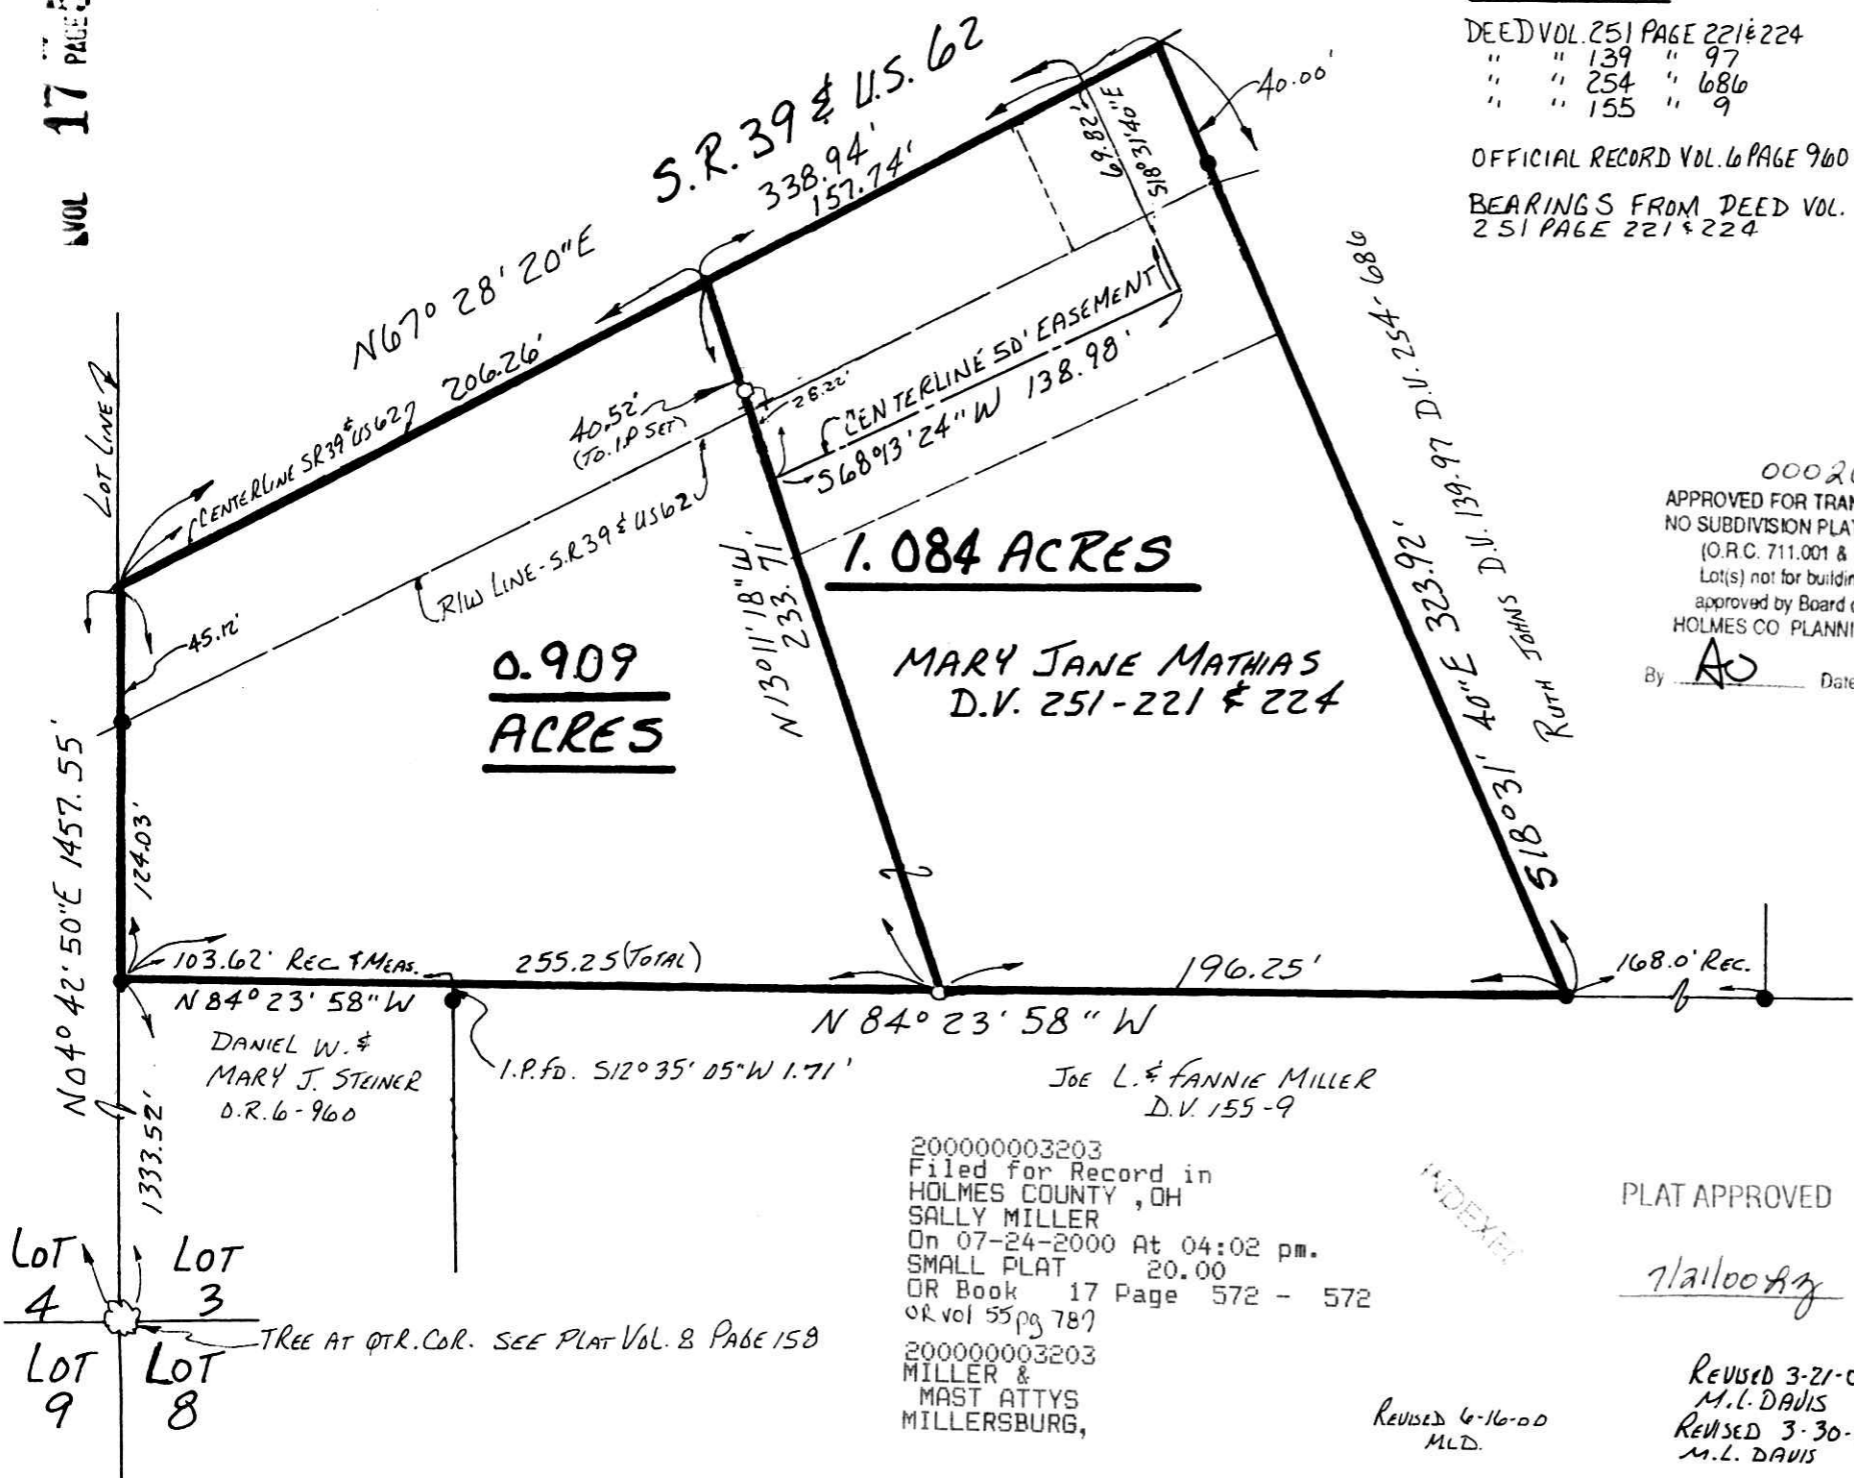 VOL 17 PAGE
DEED VOL. 251 PAGE 221 & 224
" " 139 " 97
" " 254 " 686
" " 155 " 9
OFFICIAL RECORD VOL. 6 PAGE 960
BEARINGS FROM DEED VOL.
251 PAGE 221 & 224
S.R. 39 & U.S. 62
338.94'
157.74'
N67° 28' 20"E
206.26'
CENTERLINE SR39 & US62
LOT LINE
40.00'
69.82'
S18°31'40"E
40.52'
(TO. I.P. SET)
28.22'
CENTERLINE 50' EASEMENT
S68°13'24"W 138.98'
R/W LINE - S.R.39 & US62
45.12'
N13°11'18"W
233.71'
1.084 ACRES
0.909
ACRES
MARY JANE MATHIAS
D.V. 251-221 & 224
S18°31' 40"E 323.92'
RUTH JOHNS D.V. 139-97 D.V. 254-686
APPROVED FOR TRAN
NO SUBDIVISION PLA
(O.R.C. 711.001 &
Lot(s) not for buildin
approved by Board o
HOLMES CO PLANNI
By AO Date
N04° 42' 50"E 1457.55'
124.03'
103.62' REC. & MEAS.
255.25 (TOTAL)
196.25'
168.0' REC.
N 84° 23' 58" W
N 84° 23' 58" W
DANIEL W. &
MARY J. STEINER
O.R. 6-960
I.P. FD. S12° 35' 05"W 1.71'
JOE L. & FANNIE MILLER
D.V. 155-9
1333.52'
200000003203
Filed for Record in
HOLMES COUNTY ,OH
SALLY MILLER
On 07-24-2000 At 04:02 pm.
SMALL PLAT 20.00
OR Book 17 Page 572 - 572
OR vol 55 pg 787
200000003203
MILLER &
MAST ATTYS
MILLERSBURG,
PLAT APPROVED
7/21/00
LOT 4
LOT 3
LOT 9
LOT 8
TREE AT QTR. COR. SEE PLAT VOL. 8 PAGE 158
REVISED 6-16-00
MLD.
REVISED 3-21-0
M.L. DAVIS
REVISED 3-30-
M.L. DAVIS